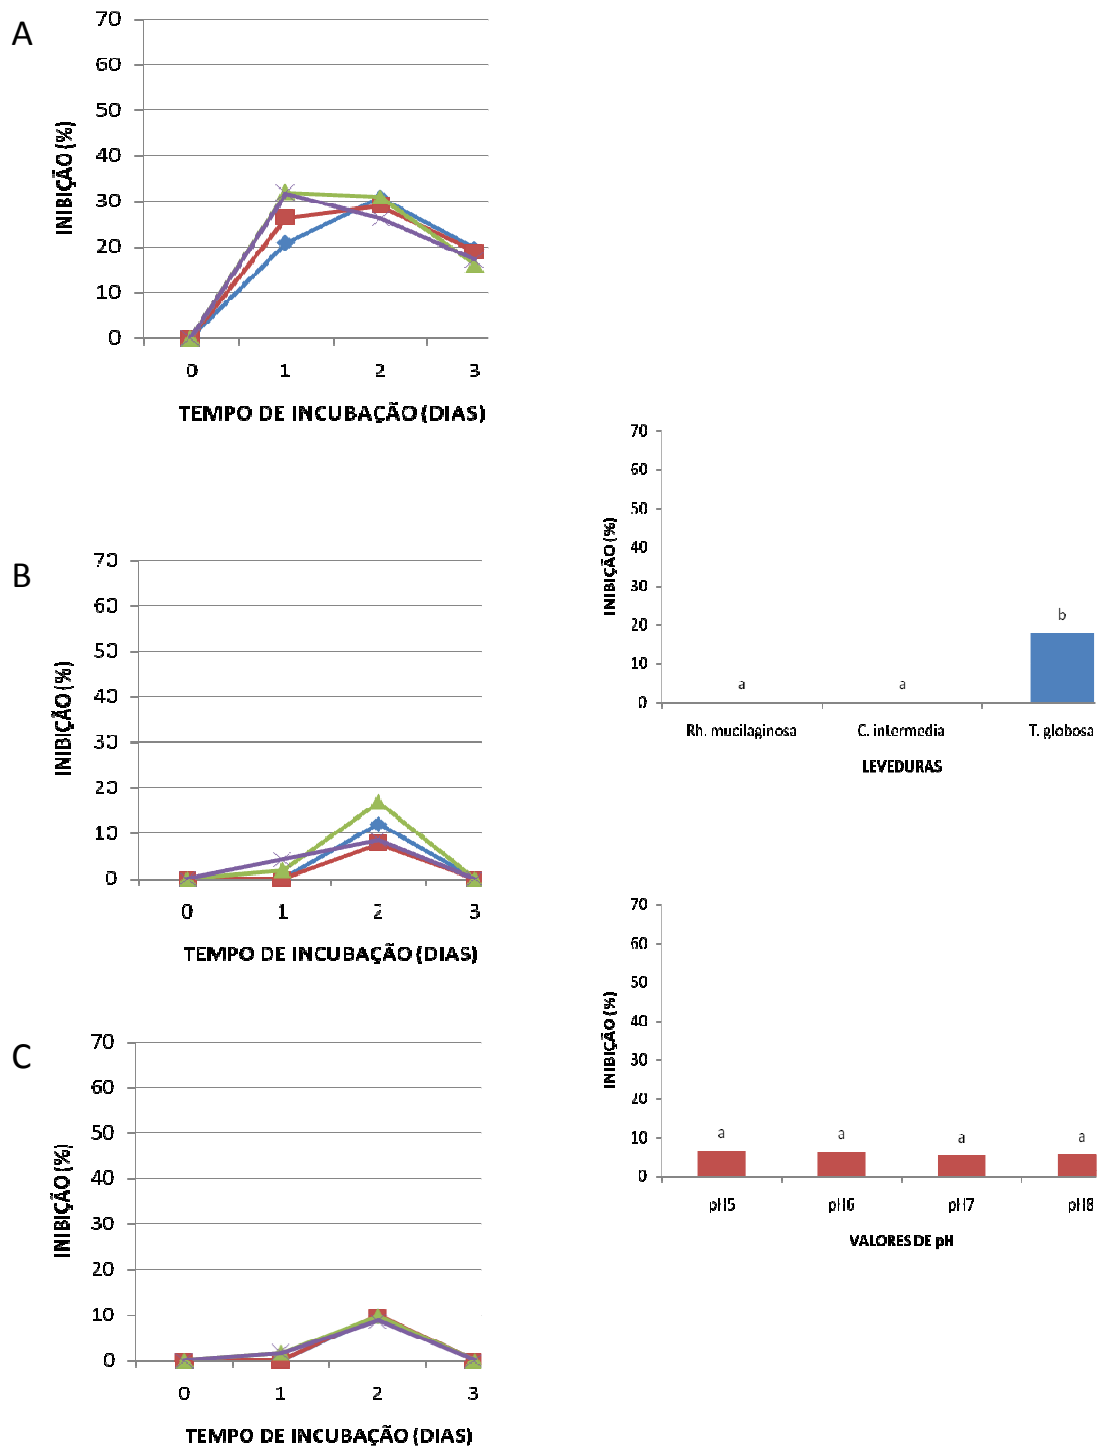 A
70
60
50
40
30
20
10
0
INIBIÇÃO (%)
0 1 2 3
TEMPO DE INCUBAÇÃO (DIAS)
B
70
60
50
40
30
20
10
0
INIBIÇÃO (%)
0 1 2 3
TEMPO DE INCUBAÇÃO (DIAS)
C
70
60
50
40
30
20
10
0
INIBIÇÃO (%)
0 1 2 3
TEMPO DE INCUBAÇÃO (DIAS)
70
60
50
40
30
20
10
0
INIBIÇÃO (%)
a a b
Rh. mucilaginosa C. intermedia T. globosa
LEVEDURAS
70
60
50
40
30
20
10
0
INIBIÇÃO (%)
a a a a
pH5 pH6 pH7 pH8
VALORES DE pH